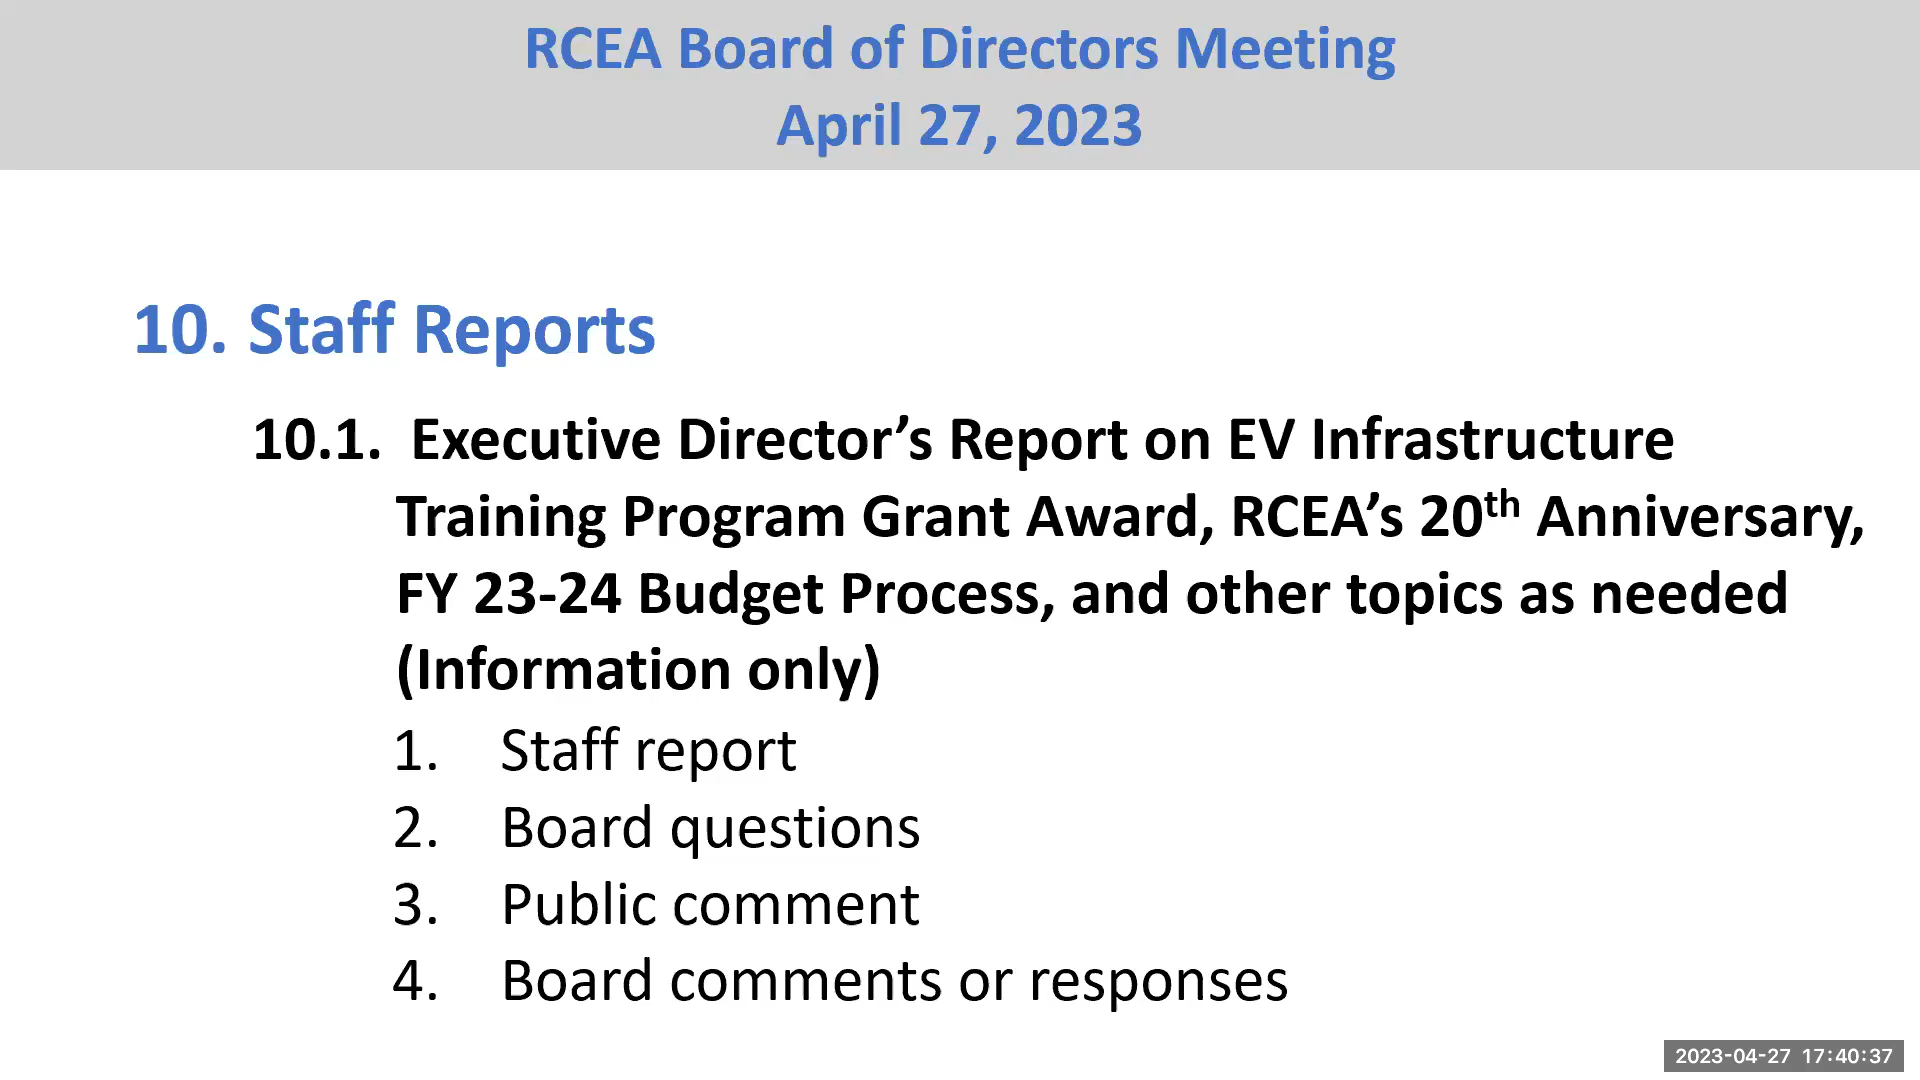 RCEA Board of Directors Meeting
April 27, 2023
10. Staff Reports
10.1. Executive Director’s Report on EV Infrastructure
Training Program Grant Award, RCEA’s 20th Anniversary,
FY 23-24 Budget Process, and other topics as needed
(Information only)
1. Staff report
2. Board questions
3. Public comment
4. Board comments or responses
2023-04-27 17:40:37